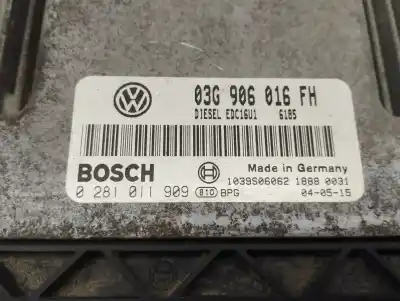 03G 906 016 FH
DIESEL EDC16U1 6185
BOSCH
Made in Germany
1039S06062 1888 0031
0 281 011 909 810 BPG 04-05-15